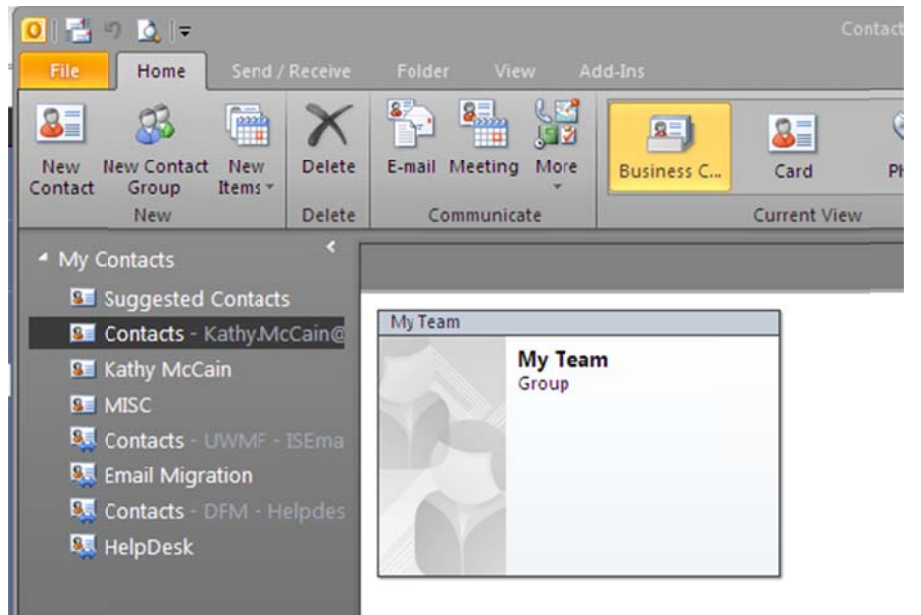 Contact
File Home Send / Receive Folder View Add-Ins
New Contact New Contact Group New Items Delete E-mail Meeting More Business C... Card Ph
New Delete Communicate Current View
My Contacts
Suggested Contacts
Contacts - Kathy.McCain@
Kathy McCain
MISC
Contacts - UWMF - ISEma
Email Migration
Contacts - DFM - Helpdes
HelpDesk
My Team
My Team
Group